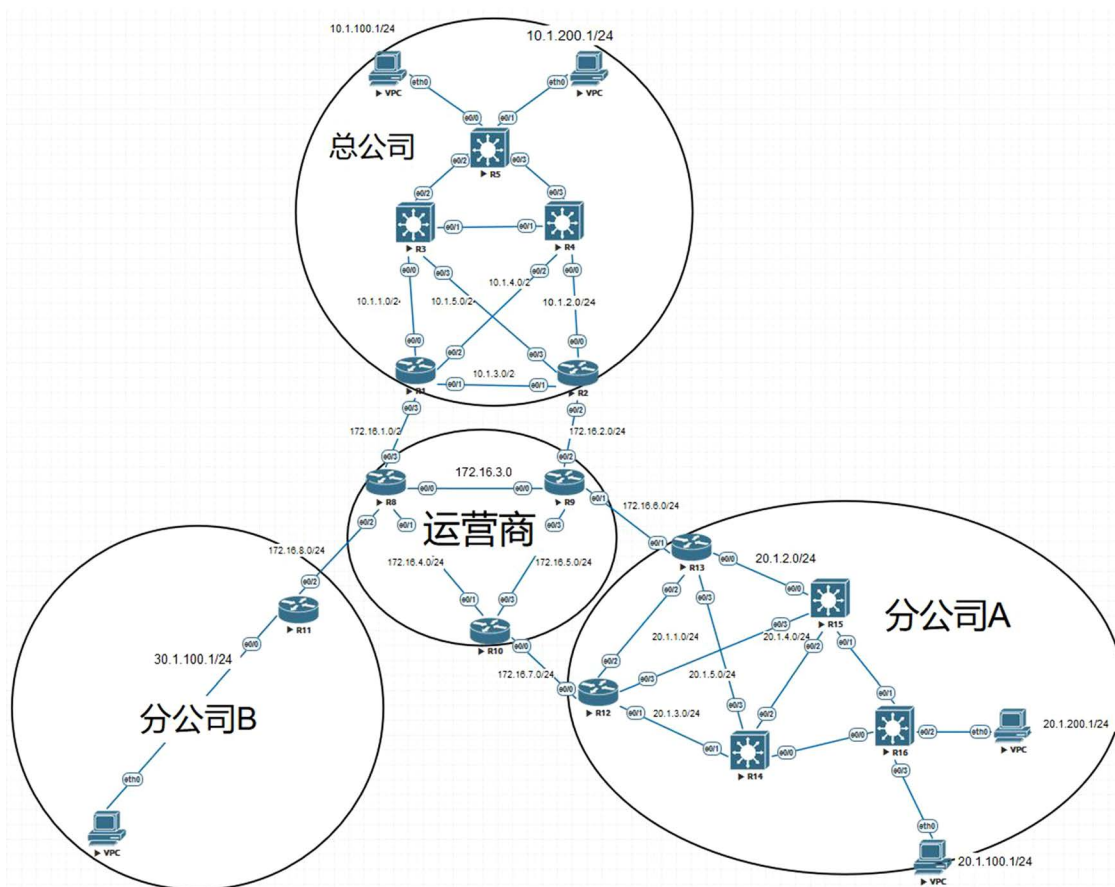 10.1.100.1/24
10.1.200.1/24
VPC
eth0
eth0
VPC
总公司
e0/0
e0/1
R5
e0/2
e0/3
e0/2
e0/3
R3
e0/1
e0/1
R4
e0/0
e0/3
e0/2
e0/0
10.1.1.0/2
10.1.5.0/2
10.1.4.0/2
10.1.2.0/24
e0/0
e0/2
e0/3
e0/0
R1
e0/1
10.1.3.0/2
e0/1
R2
e0/3
e0/2
172.16.1.0/2
172.16.2.0/24
e0/3
e0/2
R8
e0/0
172.16.3.0
e0/0
R9
e0/2
e0/1
运营商
e0/3
e0/1
172.16.6.0/24
172.16.8.0/24
172.16.4.0/24
172.16.5.0/24
e0/1
R13
e0/0
20.1.2.0/24
e0/2
R11
e0/0
e0/1
e0/3
R10
e0/0
e0/2
e0/3
e0/0
R15
分公司A
30.1.100.1/24
172.16.7.0/24
20.1.1.0/24
e0/3
20.1.4.0/24
e0/1
分公司B
e0/0
e0/2
R12
e0/3
e0/1
20.1.5.0/24
20.1.3.0/24
e0/2
e0/3
e0/2
e0/1
e0/1
R14
e0/0
e0/0
R16
e0/2
eth0
20.1.200.1/24
VPC
e0/3
eth0
VPC
eth0
VPC
20.1.100.1/24